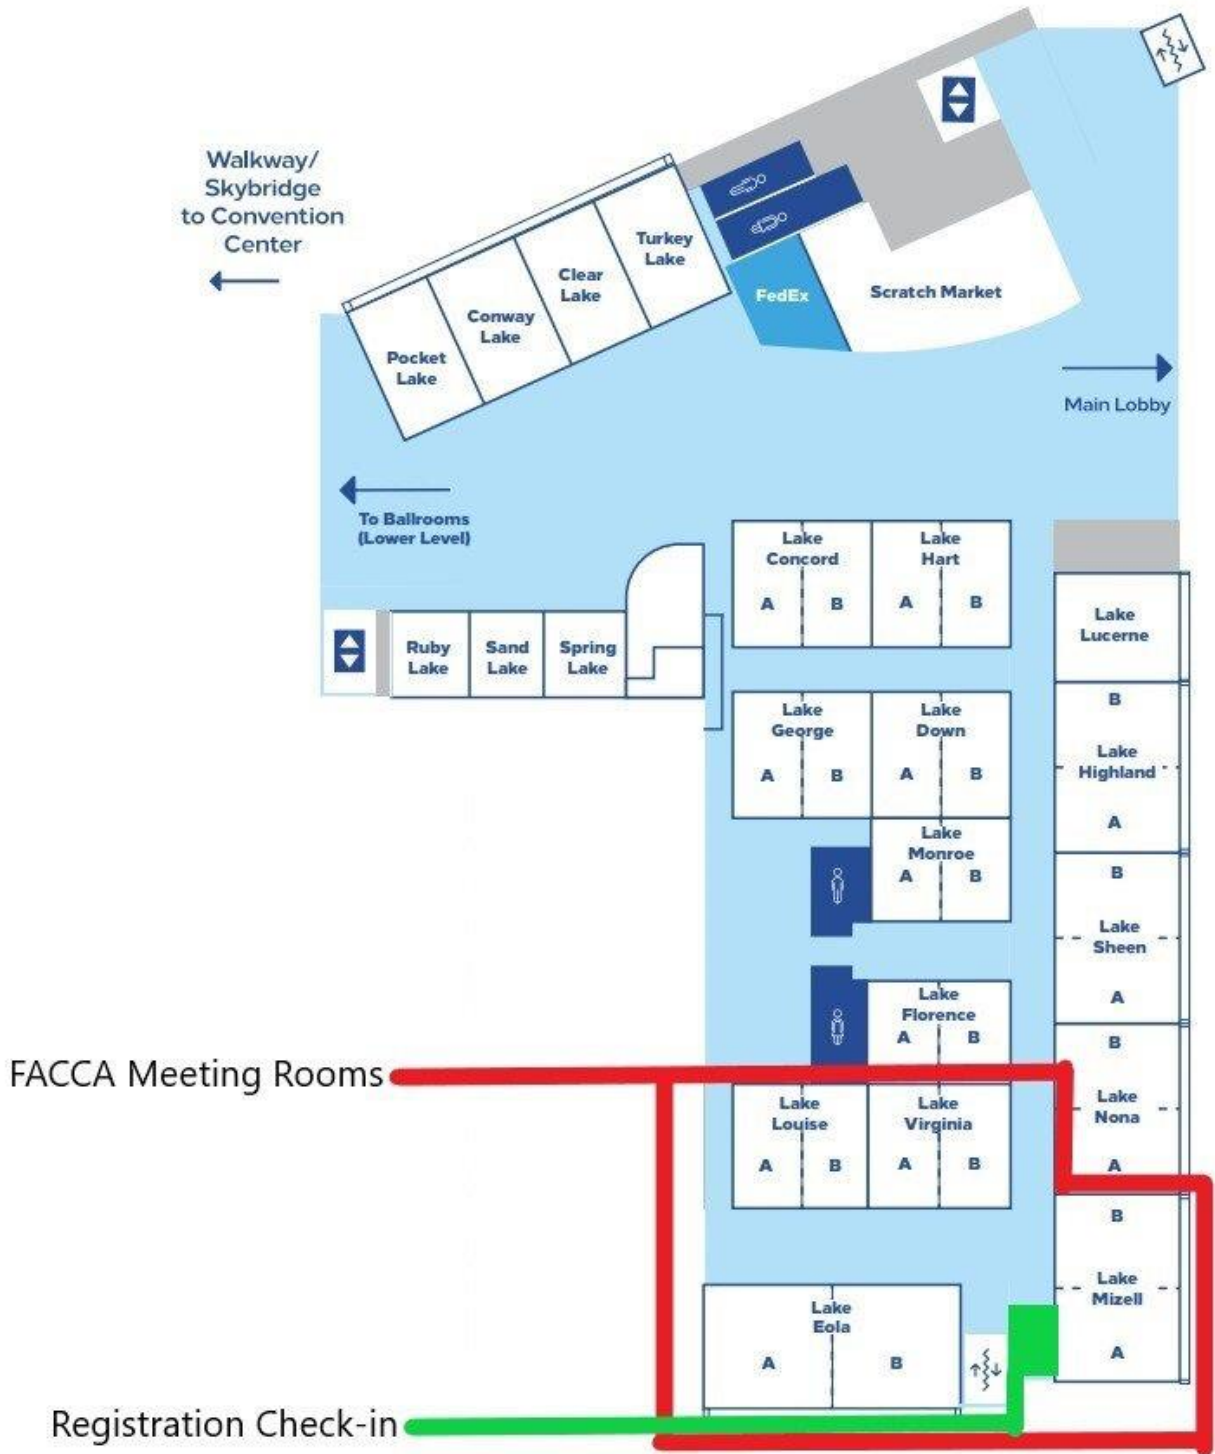 Walkway/
Skybridge
to Convention
Center
Turkey
Lake
Clear
Lake
Conway
Lake
Pocket
Lake
FedEx
Scratch Market
Main Lobby
To Ballrooms
(Lower Level)
Lake
Concord
A B
Lake
Hart
A B
Ruby
Lake
Sand
Lake
Spring
Lake
Lake
Lucerne
Lake
George
A B
Lake
Down
A B
B
Lake
Highland
A
Lake
Monroe
A B
B
Lake
Sheen
A
Lake
Florence
A B
B
Lake
Nona
A
FACCA Meeting Rooms
Lake
Louise
A B
Lake
Virginia
A B
B
Lake
Mizell
A
Lake
Eola
A B
Registration Check-in